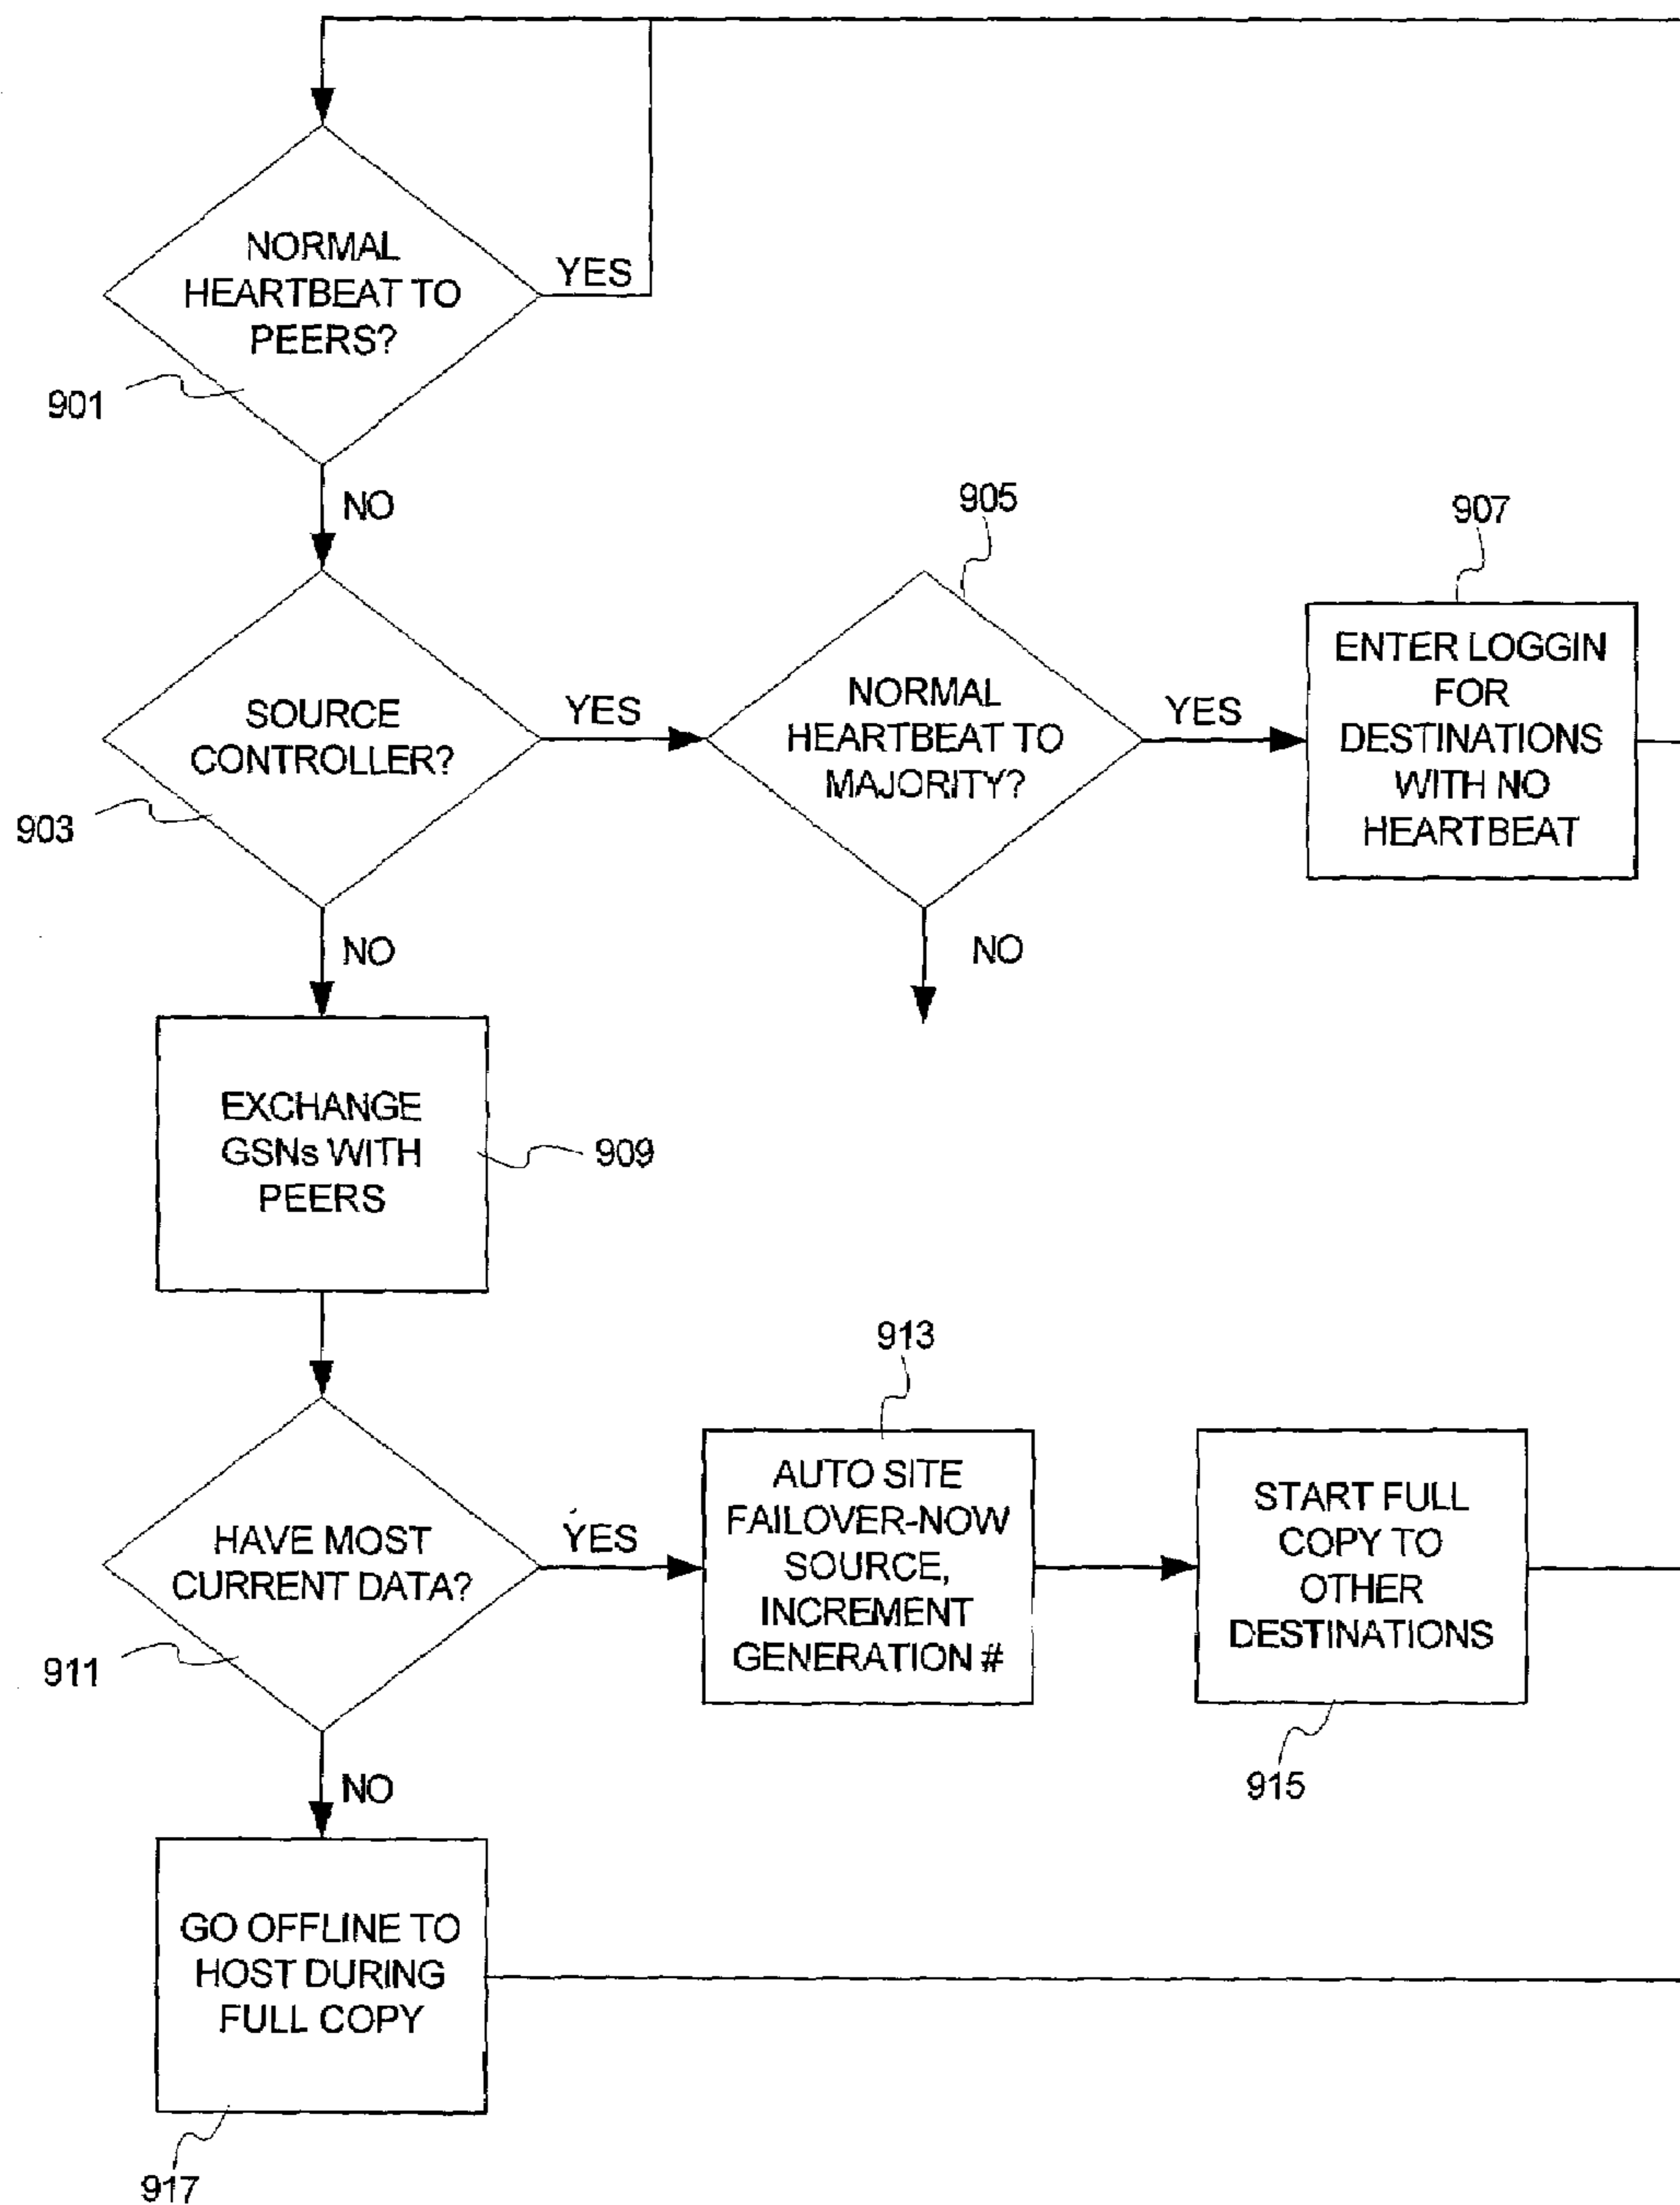 NORMAL
HEARTBEAT TO
PEERS?
YES
901
NO
905
907
SOURCE
CONTROLLER?
YES
NORMAL
HEARTBEAT TO
MAJORITY?
YES
ENTER LOGGIN
FOR
DESTINATIONS
WITH NO
HEARTBEAT
903
NO
NO
EXCHANGE
GSNs WITH
PEERS
909
913
HAVE MOST
CURRENT DATA?
YES
AUTO SITE
FAILOVER-NOW
SOURCE,
INCREMENT
GENERATION #
START FULL
COPY TO
OTHER
DESTINATIONS
911
915
NO
GO OFFLINE TO
HOST DURING
FULL COPY
917